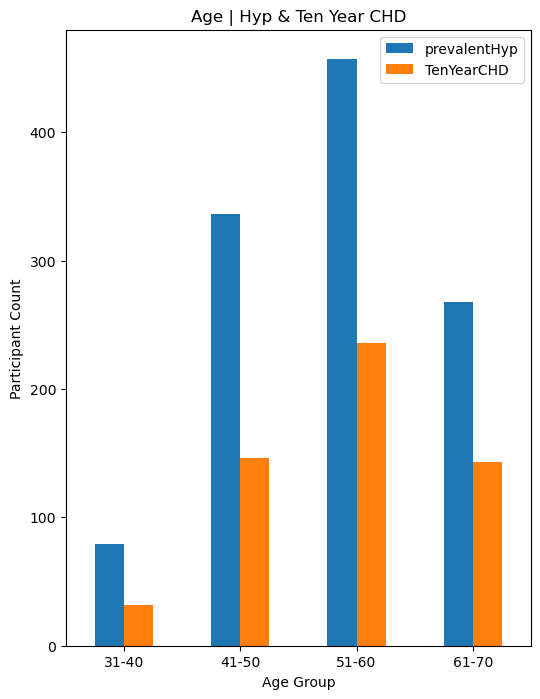 Age | Hyp & Ten Year CHD
prevalentHyp
TenYearCHD
Participant Count
400
300
200
100
0
31-40 41-50 51-60 61-70
Age Group